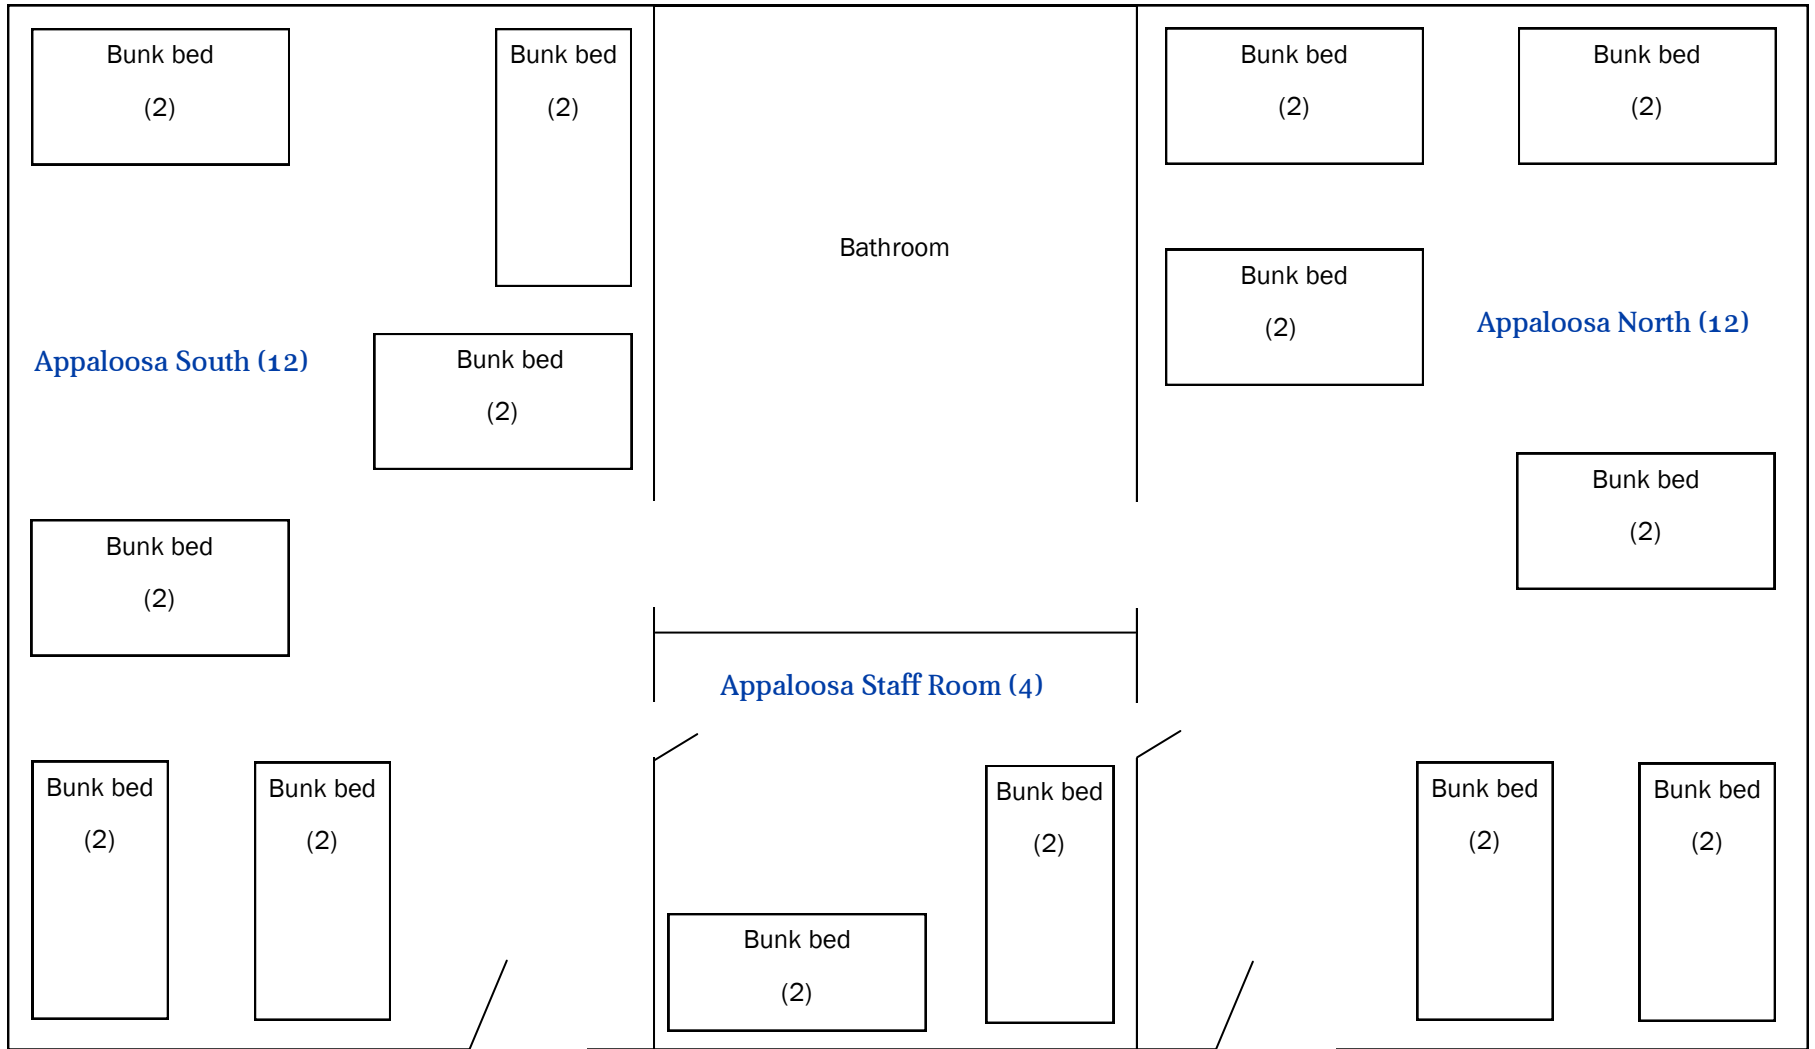 Bunk bed
(2)
Bunk bed
(2)
Bunk bed
(2)
Bunk bed
(2)
Bathroom
Bunk bed
(2)
Appaloosa North (12)
Appaloosa South (12)
Bunk bed
(2)
Bunk bed
(2)
Bunk bed
(2)
Appaloosa Staff Room (4)
Bunk bed
(2)
Bunk bed
(2)
Bunk bed
(2)
Bunk bed
(2)
Bunk bed
(2)
Bunk bed
(2)